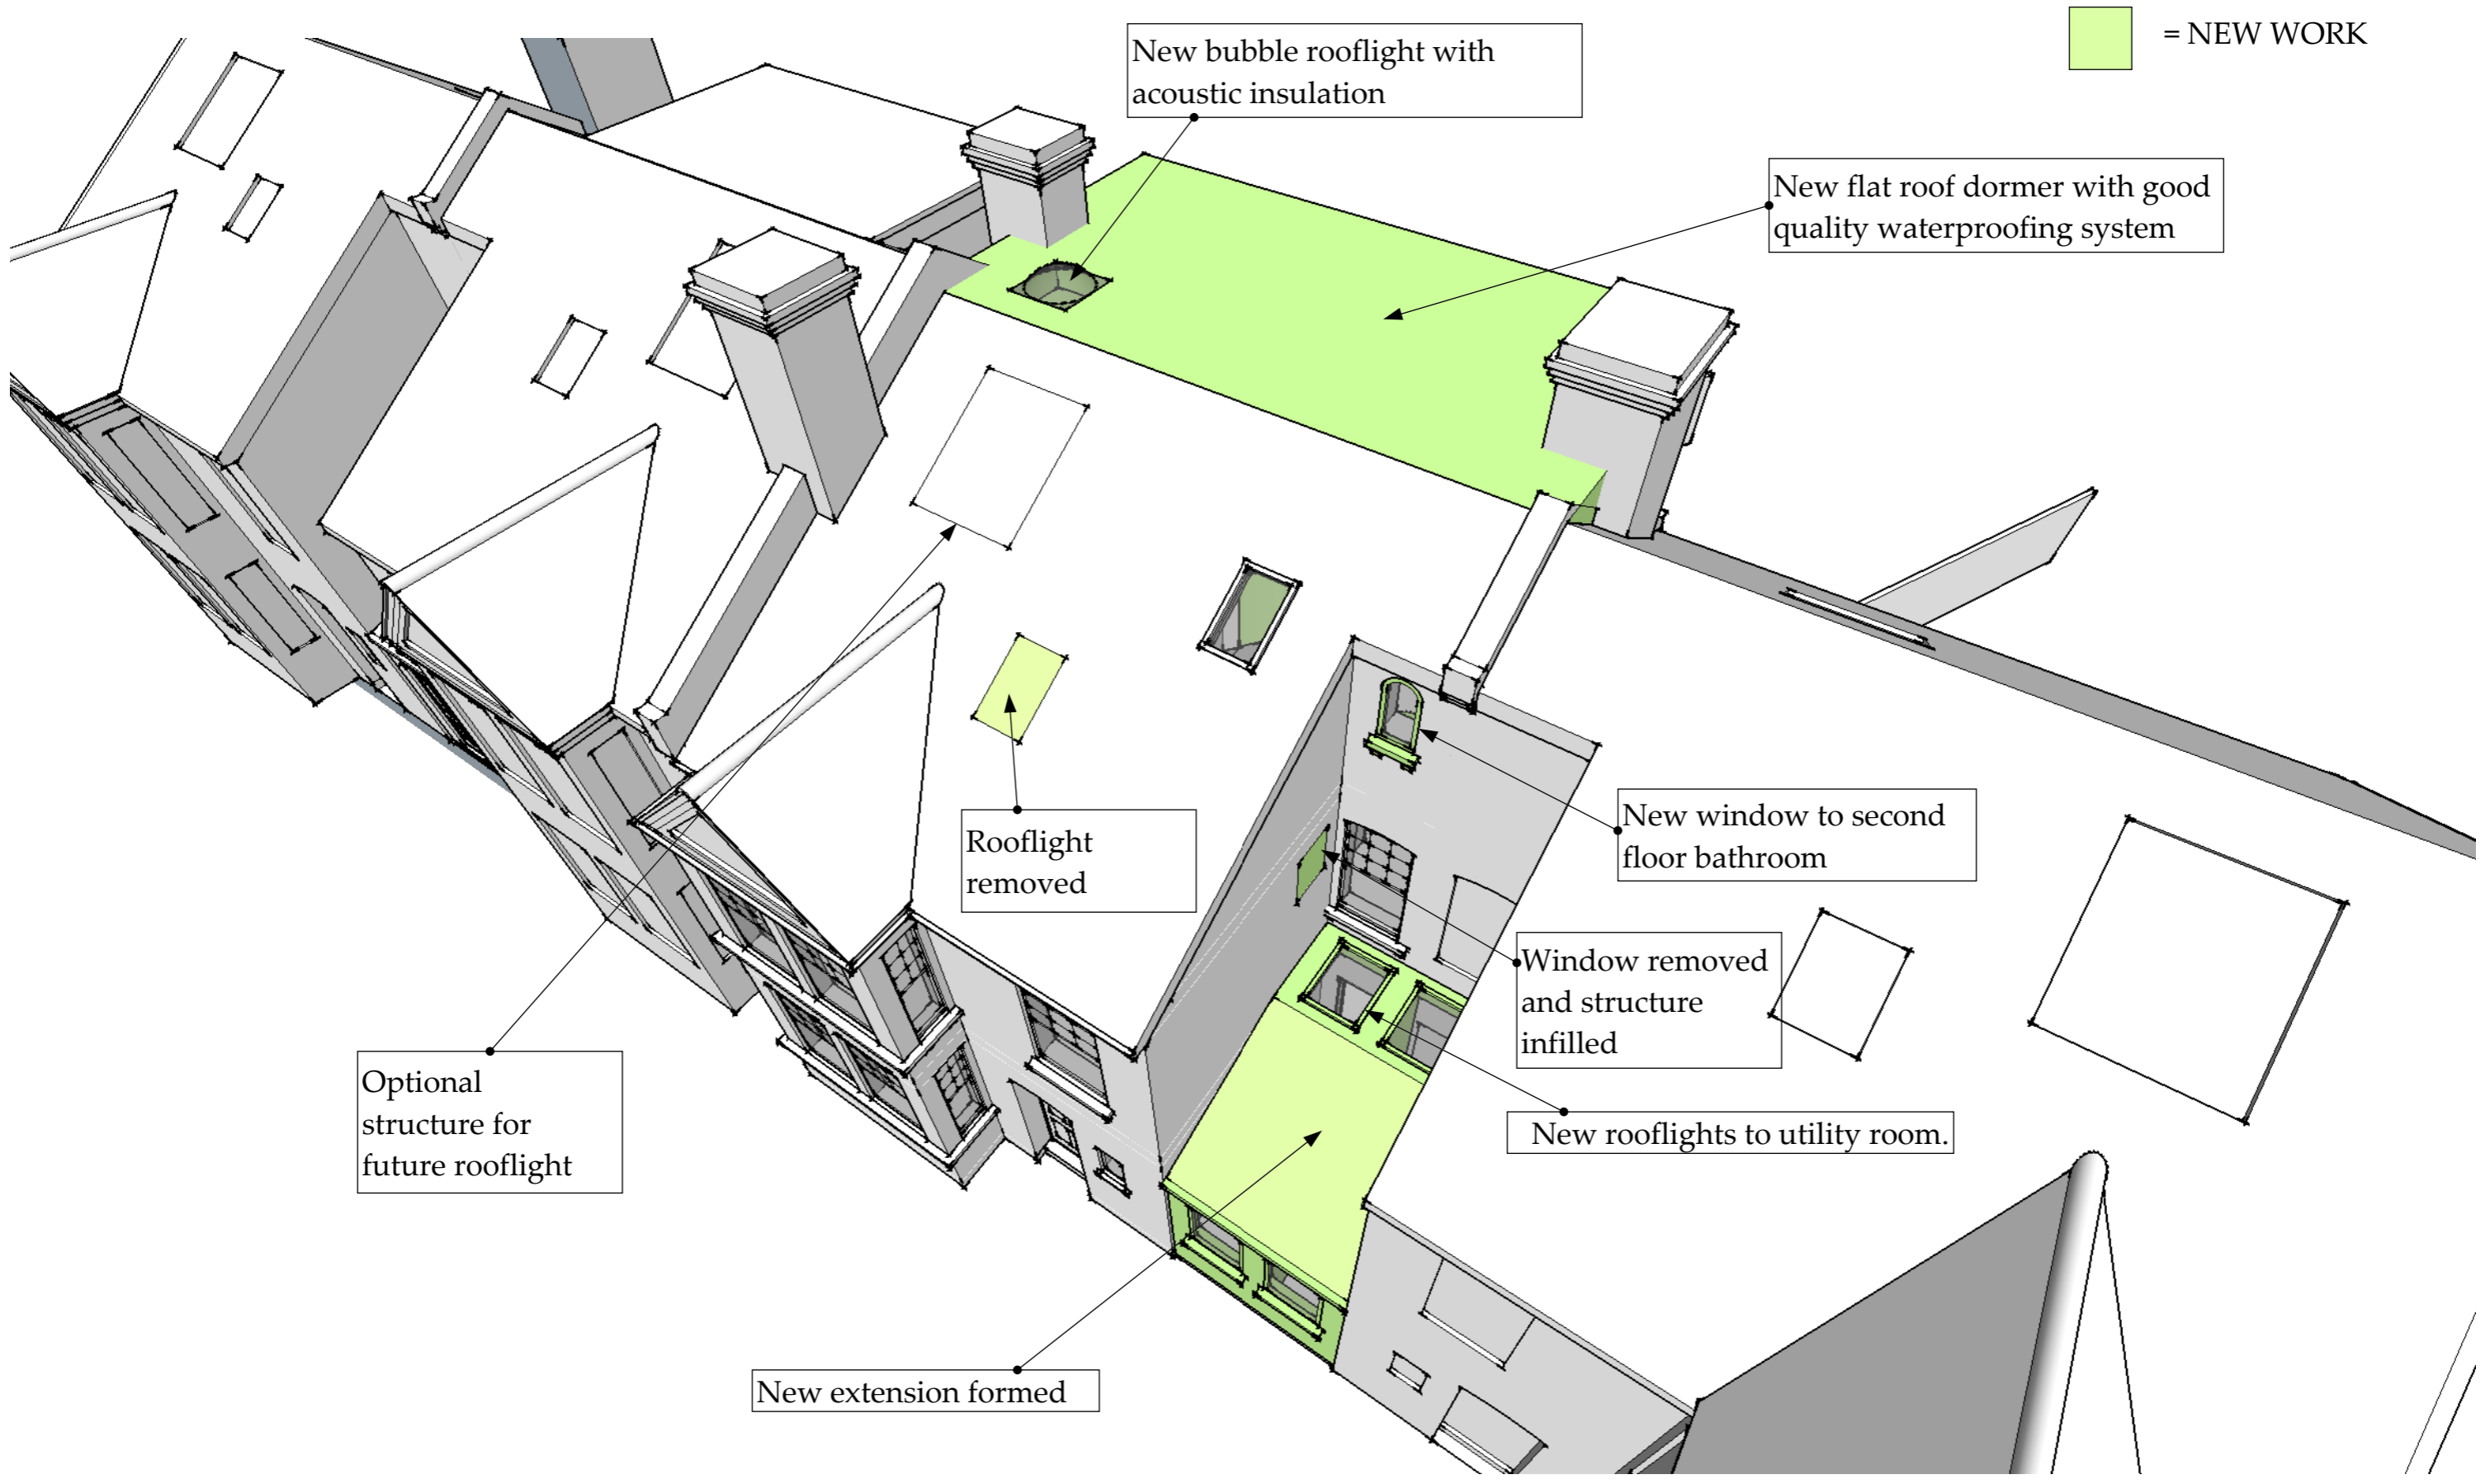 = NEW WORK
New bubble rooflight with
acoustic insulation
New flat roof dormer with good
quality waterproofing system
New window to second
floor bathroom
Rooflight
removed
Window removed
and structure
infilled
Optional
structure for
future rooflight
New rooflights to utility room.
New extension formed